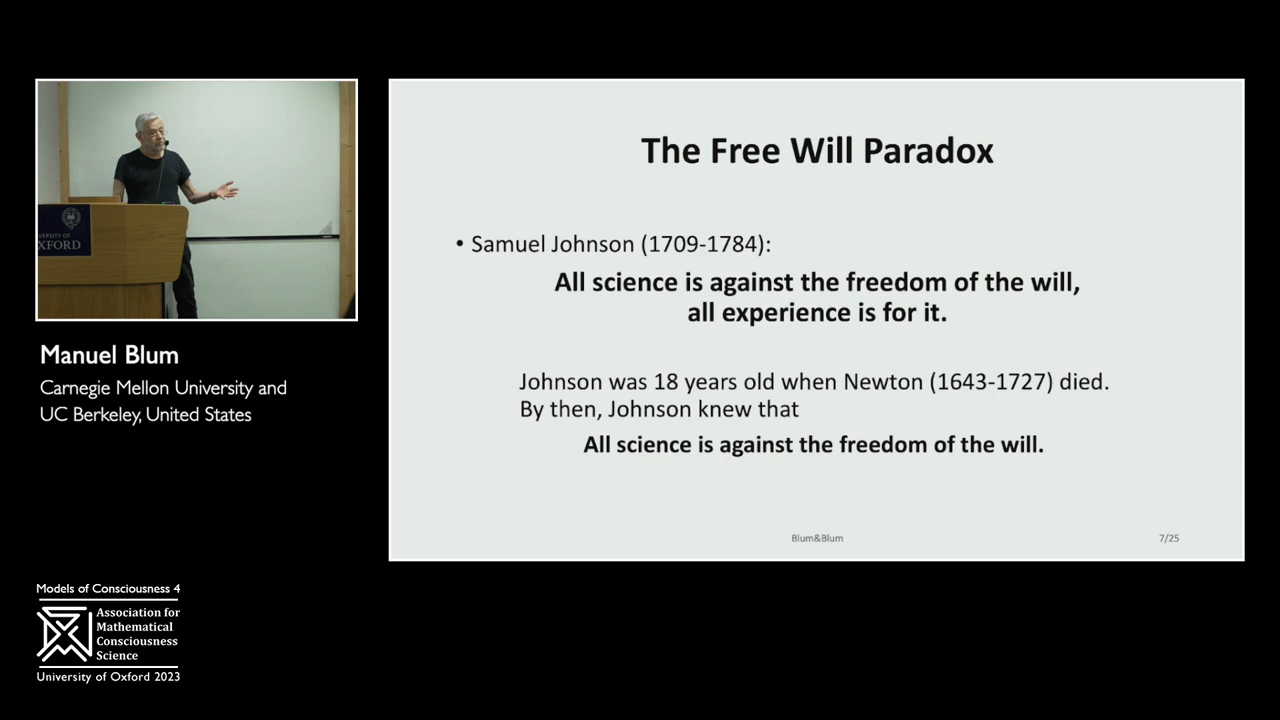 The Free Will Paradox
• Samuel Johnson (1709-1784):
All science is against the freedom of the will,
all experience is for it.
Johnson was 18 years old when Newton (1643-1727) died.
By then, Johnson knew that
All science is against the freedom of the will.
Blum&Blum
7/25
VERSITY OF
XFORD
Manuel Blum
Carnegie Mellon University and
UC Berkeley, United States
Models of Consciousness 4
Association for
Mathematical
Consciousness
Science
University of Oxford 2023